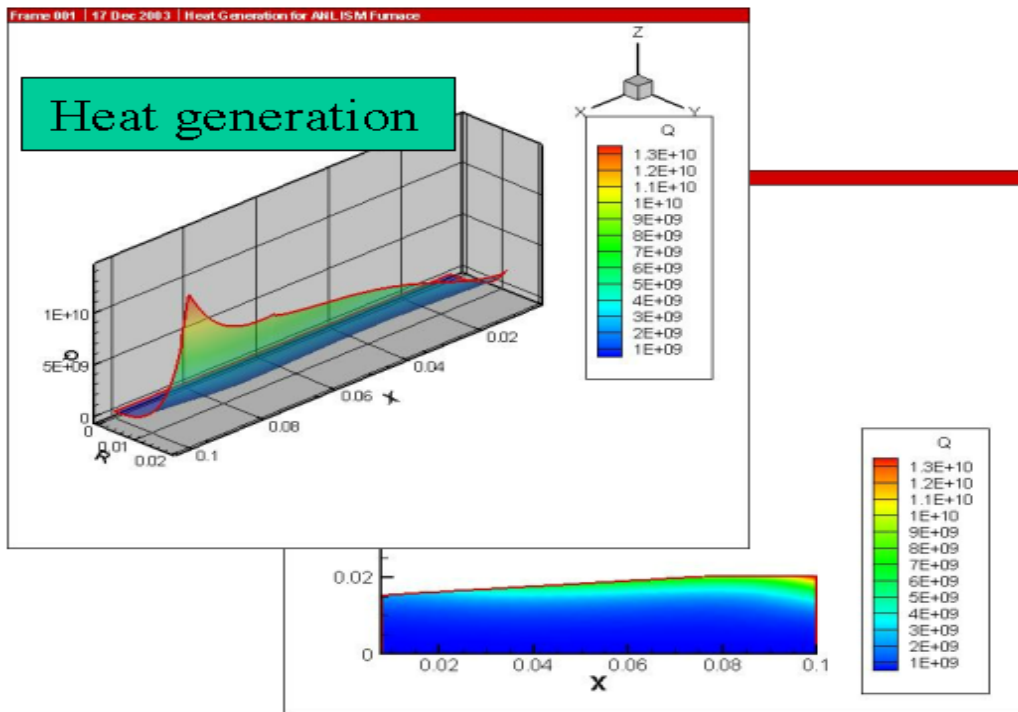 Frame 001 | 17 Dec 2003 | Heat Generation for ANL ISM Furnace
Heat generation
Z
X
Y
Q
1.3E+10
1.2E+10
1.1E+10
1E+10
9E+09
8E+09
7E+09
6E+09
5E+09
4E+09
3E+09
2E+09
1E+09
1E+10
5E+09
0
Q
0
0.01
0.02
R
0.1
0.08
0.06
X
0.04
0.02
Q
1.3E+10
1.2E+10
1.1E+10
1E+10
9E+09
8E+09
7E+09
6E+09
5E+09
4E+09
3E+09
2E+09
1E+09
0.02
0
0.02
0.04
0.06
0.08
0.1
X